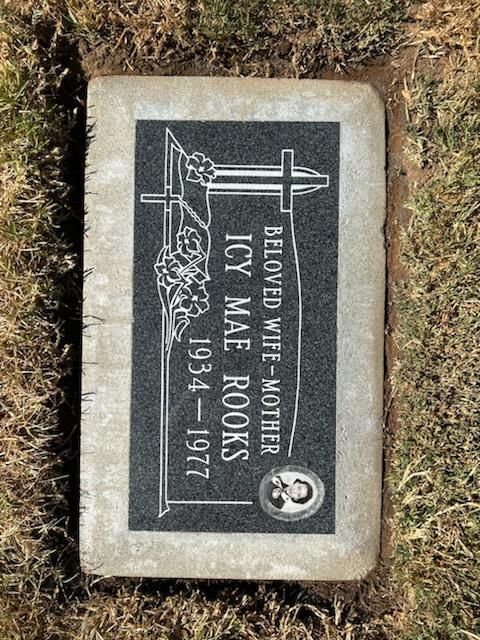 BELOVED WIFE-MOTHER
ICY MAE ROOKS
1934-1977